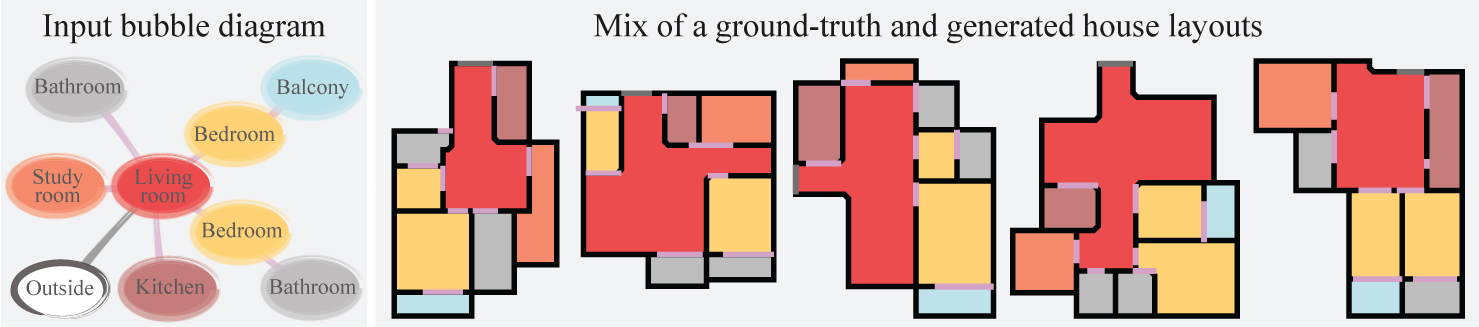 Input bubble diagram
Mix of a ground-truth and generated house layouts
Bathroom
Balcony
Bedroom
Study
room
Living
room
Bedroom
Outside
Kitchen
Bathroom